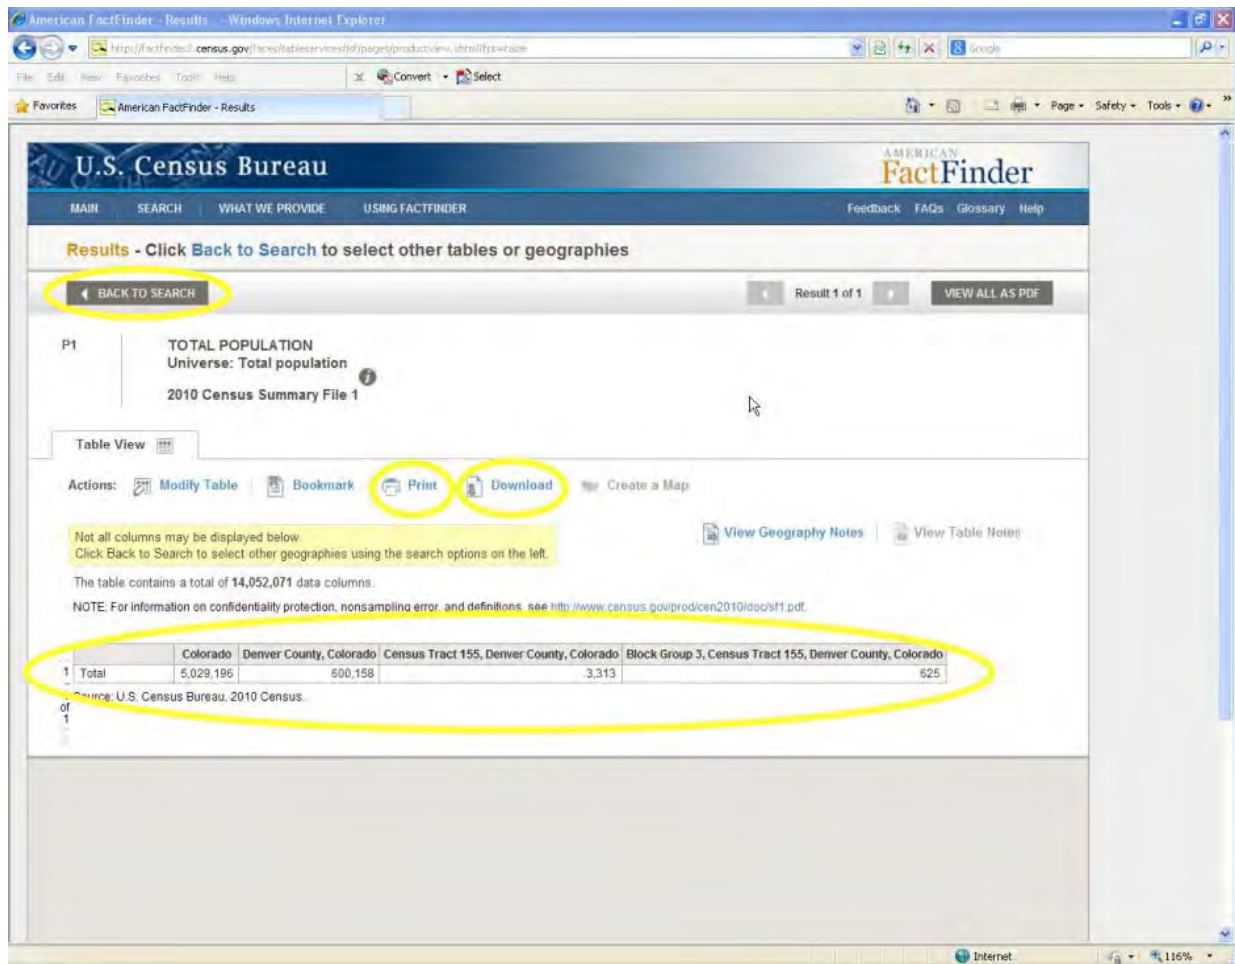 American FactFinder - Results - Windows Internet Explorer
Google
File Edit View Favorites Tools Help
Convert Select
Favorites American FactFinder - Results
Page Safety Tools
U.S. Census Bureau
AMERICAN
FactFinder
MAIN SEARCH WHAT WE PROVIDE USING FACTFINDER Feedback FAQs Glossary Help
Results - Click Back to Search to select other tables or geographies
BACK TO SEARCH Result 1 of 1 VIEW ALL AS PDF
P1 TOTAL POPULATION
Universe: Total population
2010 Census Summary File 1
Table View
Actions: Modify Table Bookmark Print Download Create a Map
View Geography Notes View Table Notes
Not all columns may be displayed below.
Click Back to Search to select other geographies using the search options on the left.
The table contains a total of 14,052,071 data columns.
NOTE: For information on confidentiality protection, nonsampling error, and definitions, see http://www.census.gov/prod/cen2010/doc/sf1.pdf.
Colorado Denver County, Colorado Census Tract 155, Denver County, Colorado Block Group 3, Census Tract 155, Denver County, Colorado
1 Total 5,029,196 600,158 3,313 625
Source: U.S. Census Bureau, 2010 Census.
of
1
Internet 116%